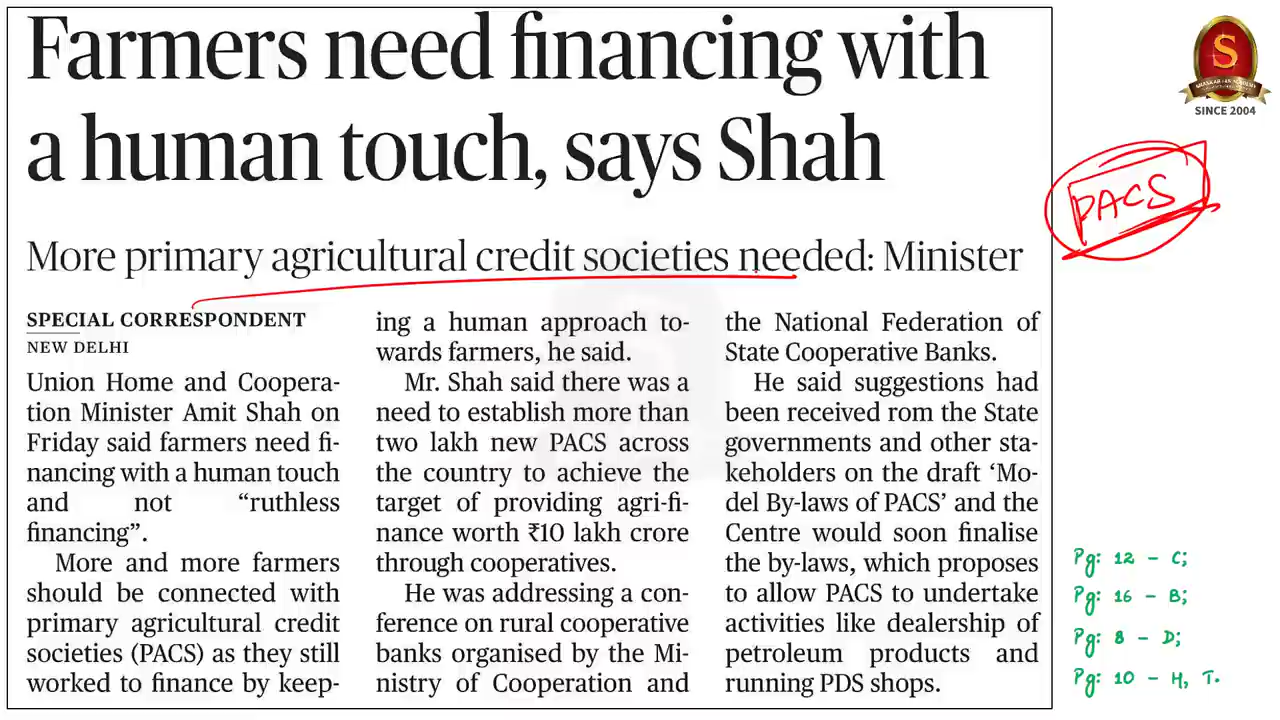 Farmers need financing with
a human touch, says Shah
More primary agricultural credit societies needed: Minister
SPECIAL CORRESPONDENT
NEW DELHI
Union Home and Coopera-
tion Minister Amit Shah on
Friday said farmers need fi-
nancing with a human touch
and not “ruthless
financing”.
More and more farmers
should be connected with
primary agricultural credit
societies (PACS) as they still
worked to finance by keep-
ing a human approach to-
wards farmers, he said.
Mr. Shah said there was a
need to establish more than
two lakh new PACS across
the country to achieve the
target of providing agri-fi-
nance worth ₹10 lakh crore
through cooperatives.
He was addressing a con-
ference on rural cooperative
banks organised by the Mi-
nistry of Cooperation and
the National Federation of
State Cooperative Banks.
He said suggestions had
been received rom the State
governments and other sta-
keholders on the draft ‘Mo-
del By-laws of PACS’ and the
Centre would soon finalise
the by-laws, which proposes
to allow PACS to undertake
activities like dealership of
petroleum products and
running PDS shops.
S
SHANKAR IAS ACADEMY
SINCE 2004
PACS
Pg: 12 - C;
Pg: 16 - B;
Pg: 8 - D;
Pg: 10 - H, T.